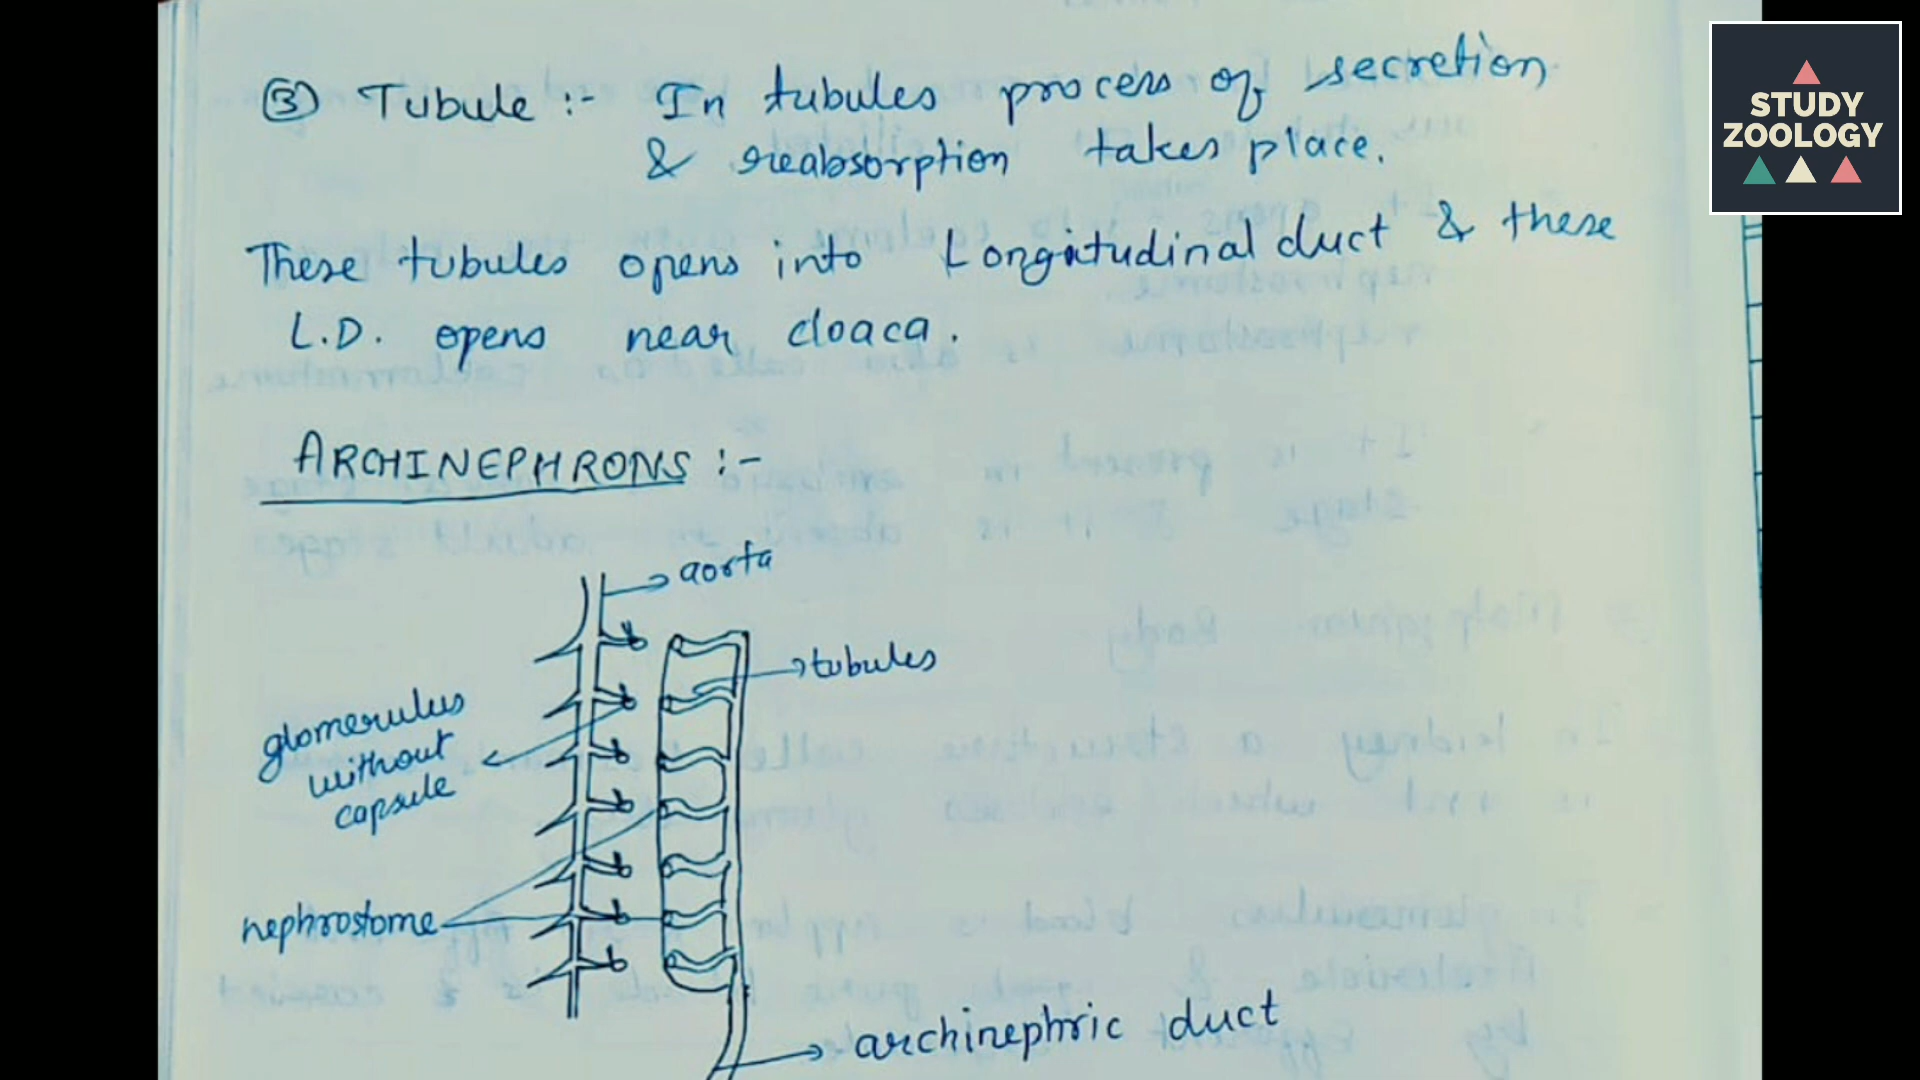 ③ Tubule :- In tubules process of secretion
& reabsorption takes place.
These tubules opens into Longitudinal duct & these
L.D. opens near cloaca.
ARCHINEPHRONS :-
aorta
tubules
glomerulus
without
capsule
nephrostome
archinephric duct
STUDY
ZOOLOGY